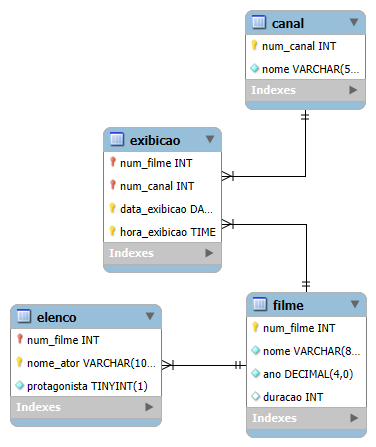 canal
num_canal INT
nome VARCHAR(5...
Indexes
exibicao
num_filme INT
num_canal INT
data_exibicao DA...
hora_exibicao TIME
Indexes
elenco
num_filme INT
nome_ator VARCHAR(10...
protagonista TINYINT(1)
Indexes
filme
num_filme INT
nome VARCHAR(8...
ano DECIMAL(4,0)
duracao INT
Indexes